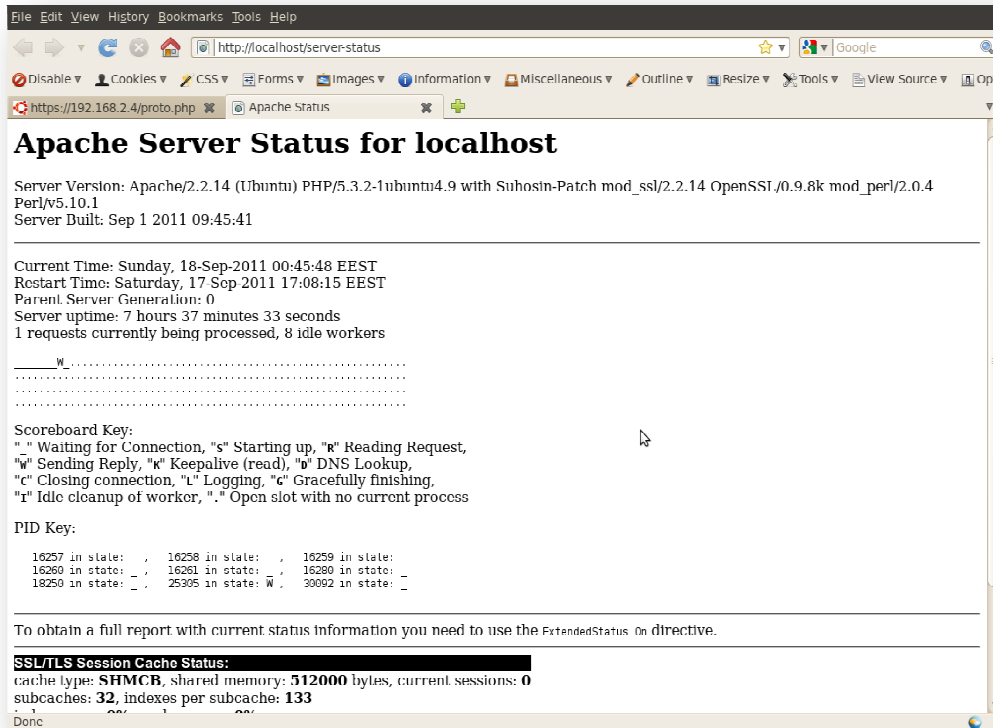 File Edit View History Bookmarks Tools Help
http://localhost/server-status
Google
Disable Cookies CSS Forms Images Information Miscellaneous Outline Resize Tools View Source Op
https://192.168.2.4/proto.php Apache Status
Apache Server Status for localhost
Server Version: Apache/2.2.14 (Ubuntu) PHP/5.3.2-1ubuntu4.9 with Suhosin-Patch mod_ssl/2.2.14 OpenSSL/0.9.8k mod_perl/2.0.4
Perl/v5.10.1
Server Built: Sep 1 2011 09:45:41
Current Time: Sunday, 18-Sep-2011 00:45:48 EEST
Restart Time: Saturday, 17-Sep-2011 17:08:15 EEST
Parent Server Generation: 0
Server uptime: 7 hours 37 minutes 33 seconds
1 requests currently being processed, 8 idle workers
_______W_.......................................................
................................................................
................................................................
................................................................
Scoreboard Key:
"_" Waiting for Connection, "S" Starting up, "R" Reading Request,
"W" Sending Reply, "K" Keepalive (read), "D" DNS Lookup,
"C" Closing connection, "L" Logging, "G" Gracefully finishing,
"I" Idle cleanup of worker, "." Open slot with no current process
PID Key:
16257 in state: , 16258 in state: , 16259 in state:
16260 in state: _ , 16261 in state: _ , 16280 in state: _
18250 in state: _ , 25305 in state: W , 30092 in state: _
To obtain a full report with current status information you need to use the ExtendedStatus On directive.
SSL/TLS Session Cache Status:
cache type: SHMCB, shared memory: 512000 bytes, current sessions: 0
subcaches: 32, indexes per subcache: 133
Done